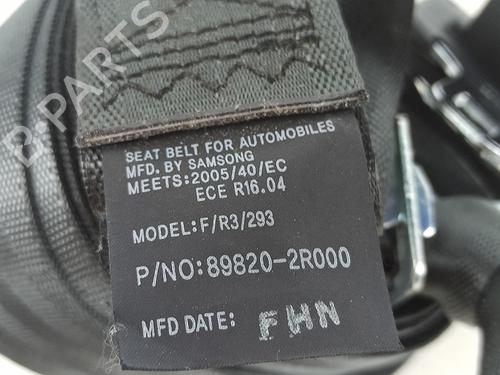 B-PARTS
SEAT BELT FOR AUTOMOBILES
MFD. BY SAMSONG
MEETS:2005/40/EC
ECE R16.04
MODEL:F/R3/293
P/NO:89820-2R000
MFD DATE: FHN